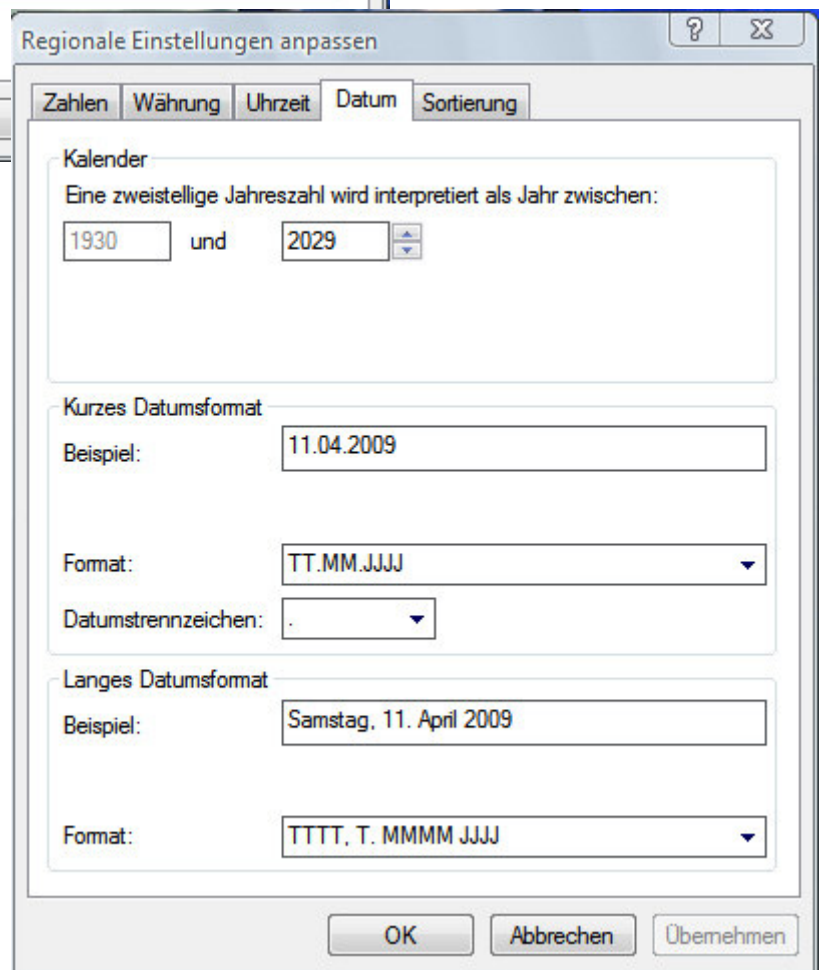 Regionale Einstellungen anpassen
Zahlen Währung Uhrzeit Datum Sortierung
Kalender
Eine zweistellige Jahreszahl wird interpretiert als Jahr zwischen:
1930 und 2029
Kurzes Datumsformat
Beispiel: 11.04.2009
Format: TT.MM.JJJJ
Datumstrennzeichen: .
Langes Datumsformat
Beispiel: Samstag, 11. April 2009
Format: TTTT, T. MMMM JJJJ
OK Abbrechen Übernehmen